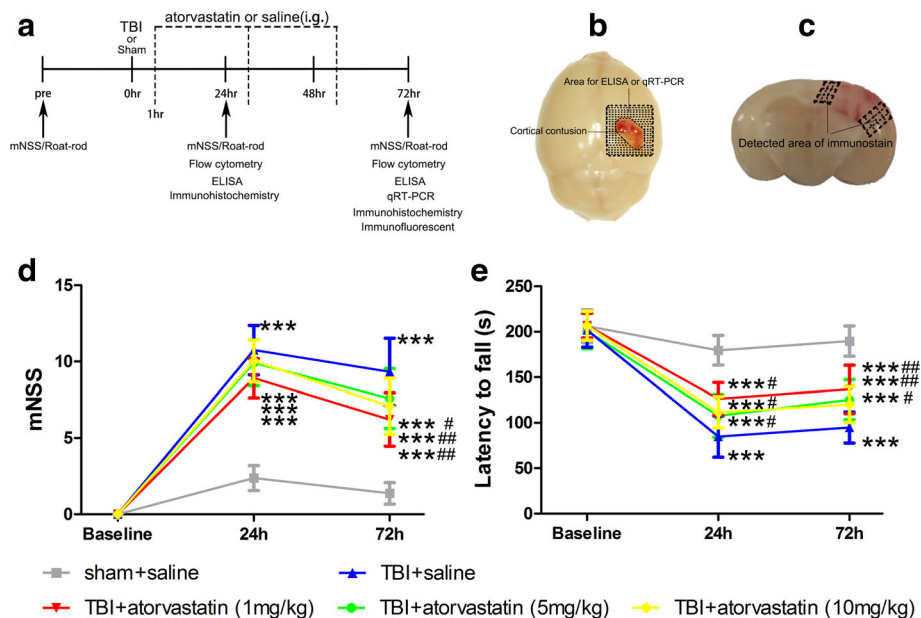 a
TBI
or
Sham
atorvastatin or saline(i.g.)
pre
0hr
1hr
24hr
48hr
72hr
mNSS/Roat-rod
mNSS/Roat-rod
Flow cytometry
ELISA
Immunohistochemistry
mNSS/Roat-rod
Flow cytometry
ELISA
qRT-PCR
Immunohistochemistry
Immunofluorescent
b
Area for ELISA or qRT-PCR
Cortical contusion
c
Detected area of immunostain
d
mNSS
15
10
5
0
Baseline
24h
72h
***
***
***
***
***
*** #
***##
***##
e
Latency to fall (s)
250
200
150
100
50
0
Baseline
24h
72h
***#
***#
***#
***
***##
***##
*** #
***
sham+saline
TBI+saline
TBI+atorvastatin (1mg/kg)
TBI+atorvastatin (5mg/kg)
TBI+atorvastatin (10mg/kg)